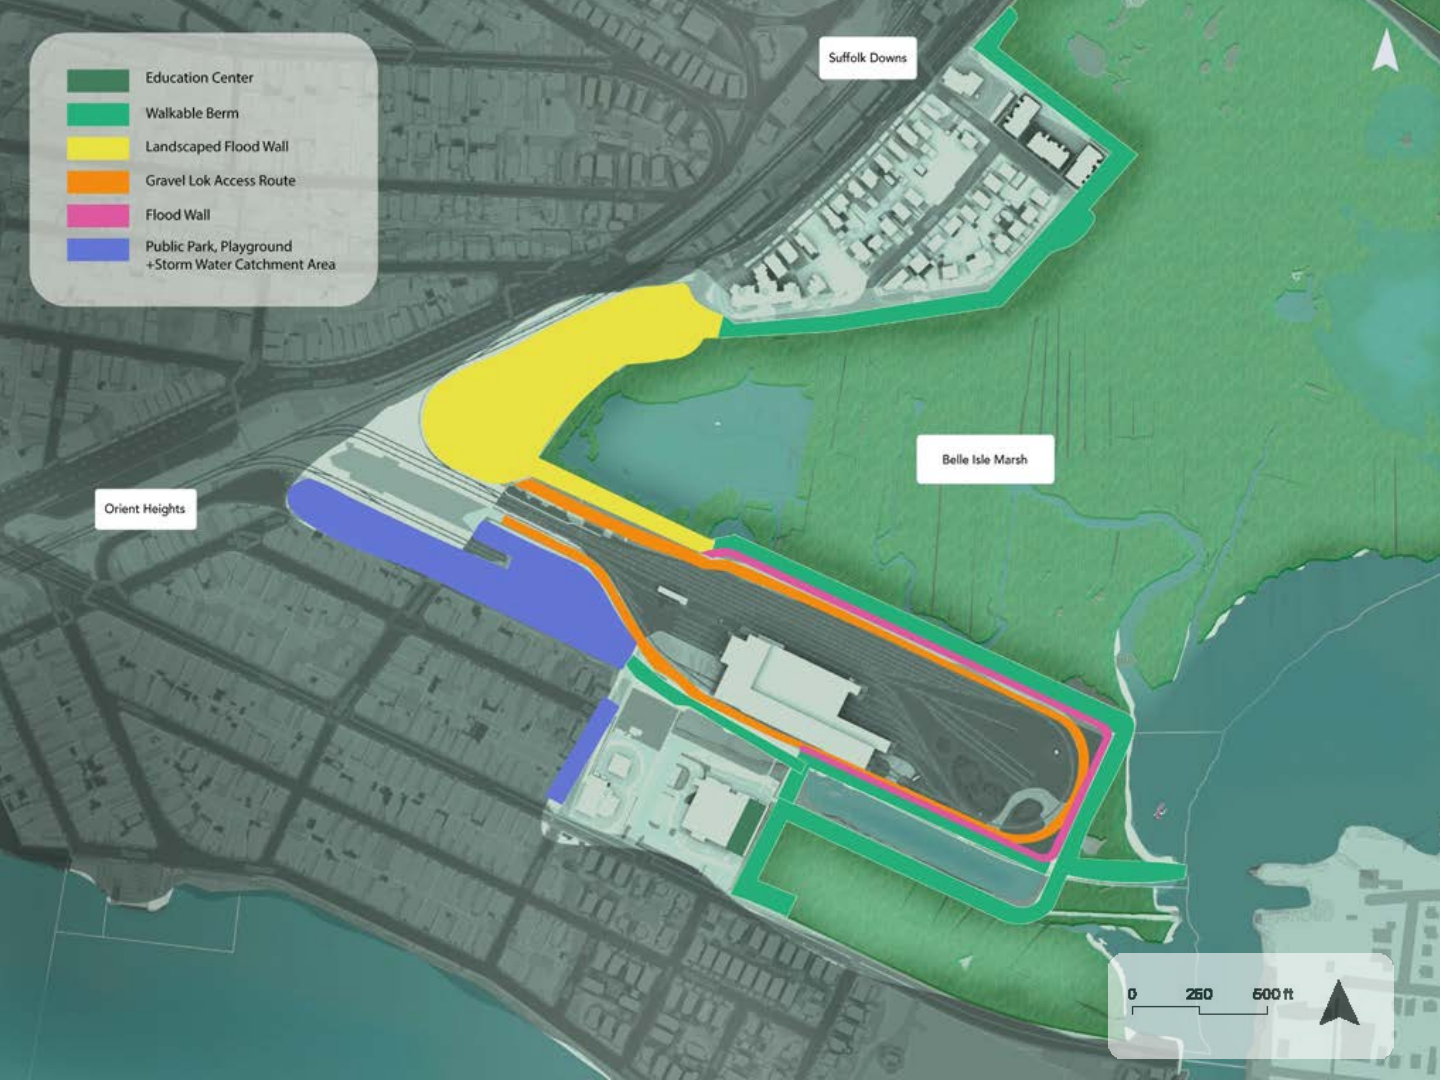 Suffolk Downs
Education Center
Walkable Berm
Landscaped Flood Wall
Gravel Lok Access Route
Flood Wall
Public Park, Playground
+Storm Water Catchment Area
Belle Isle Marsh
Orient Heights
0 250 500 ft